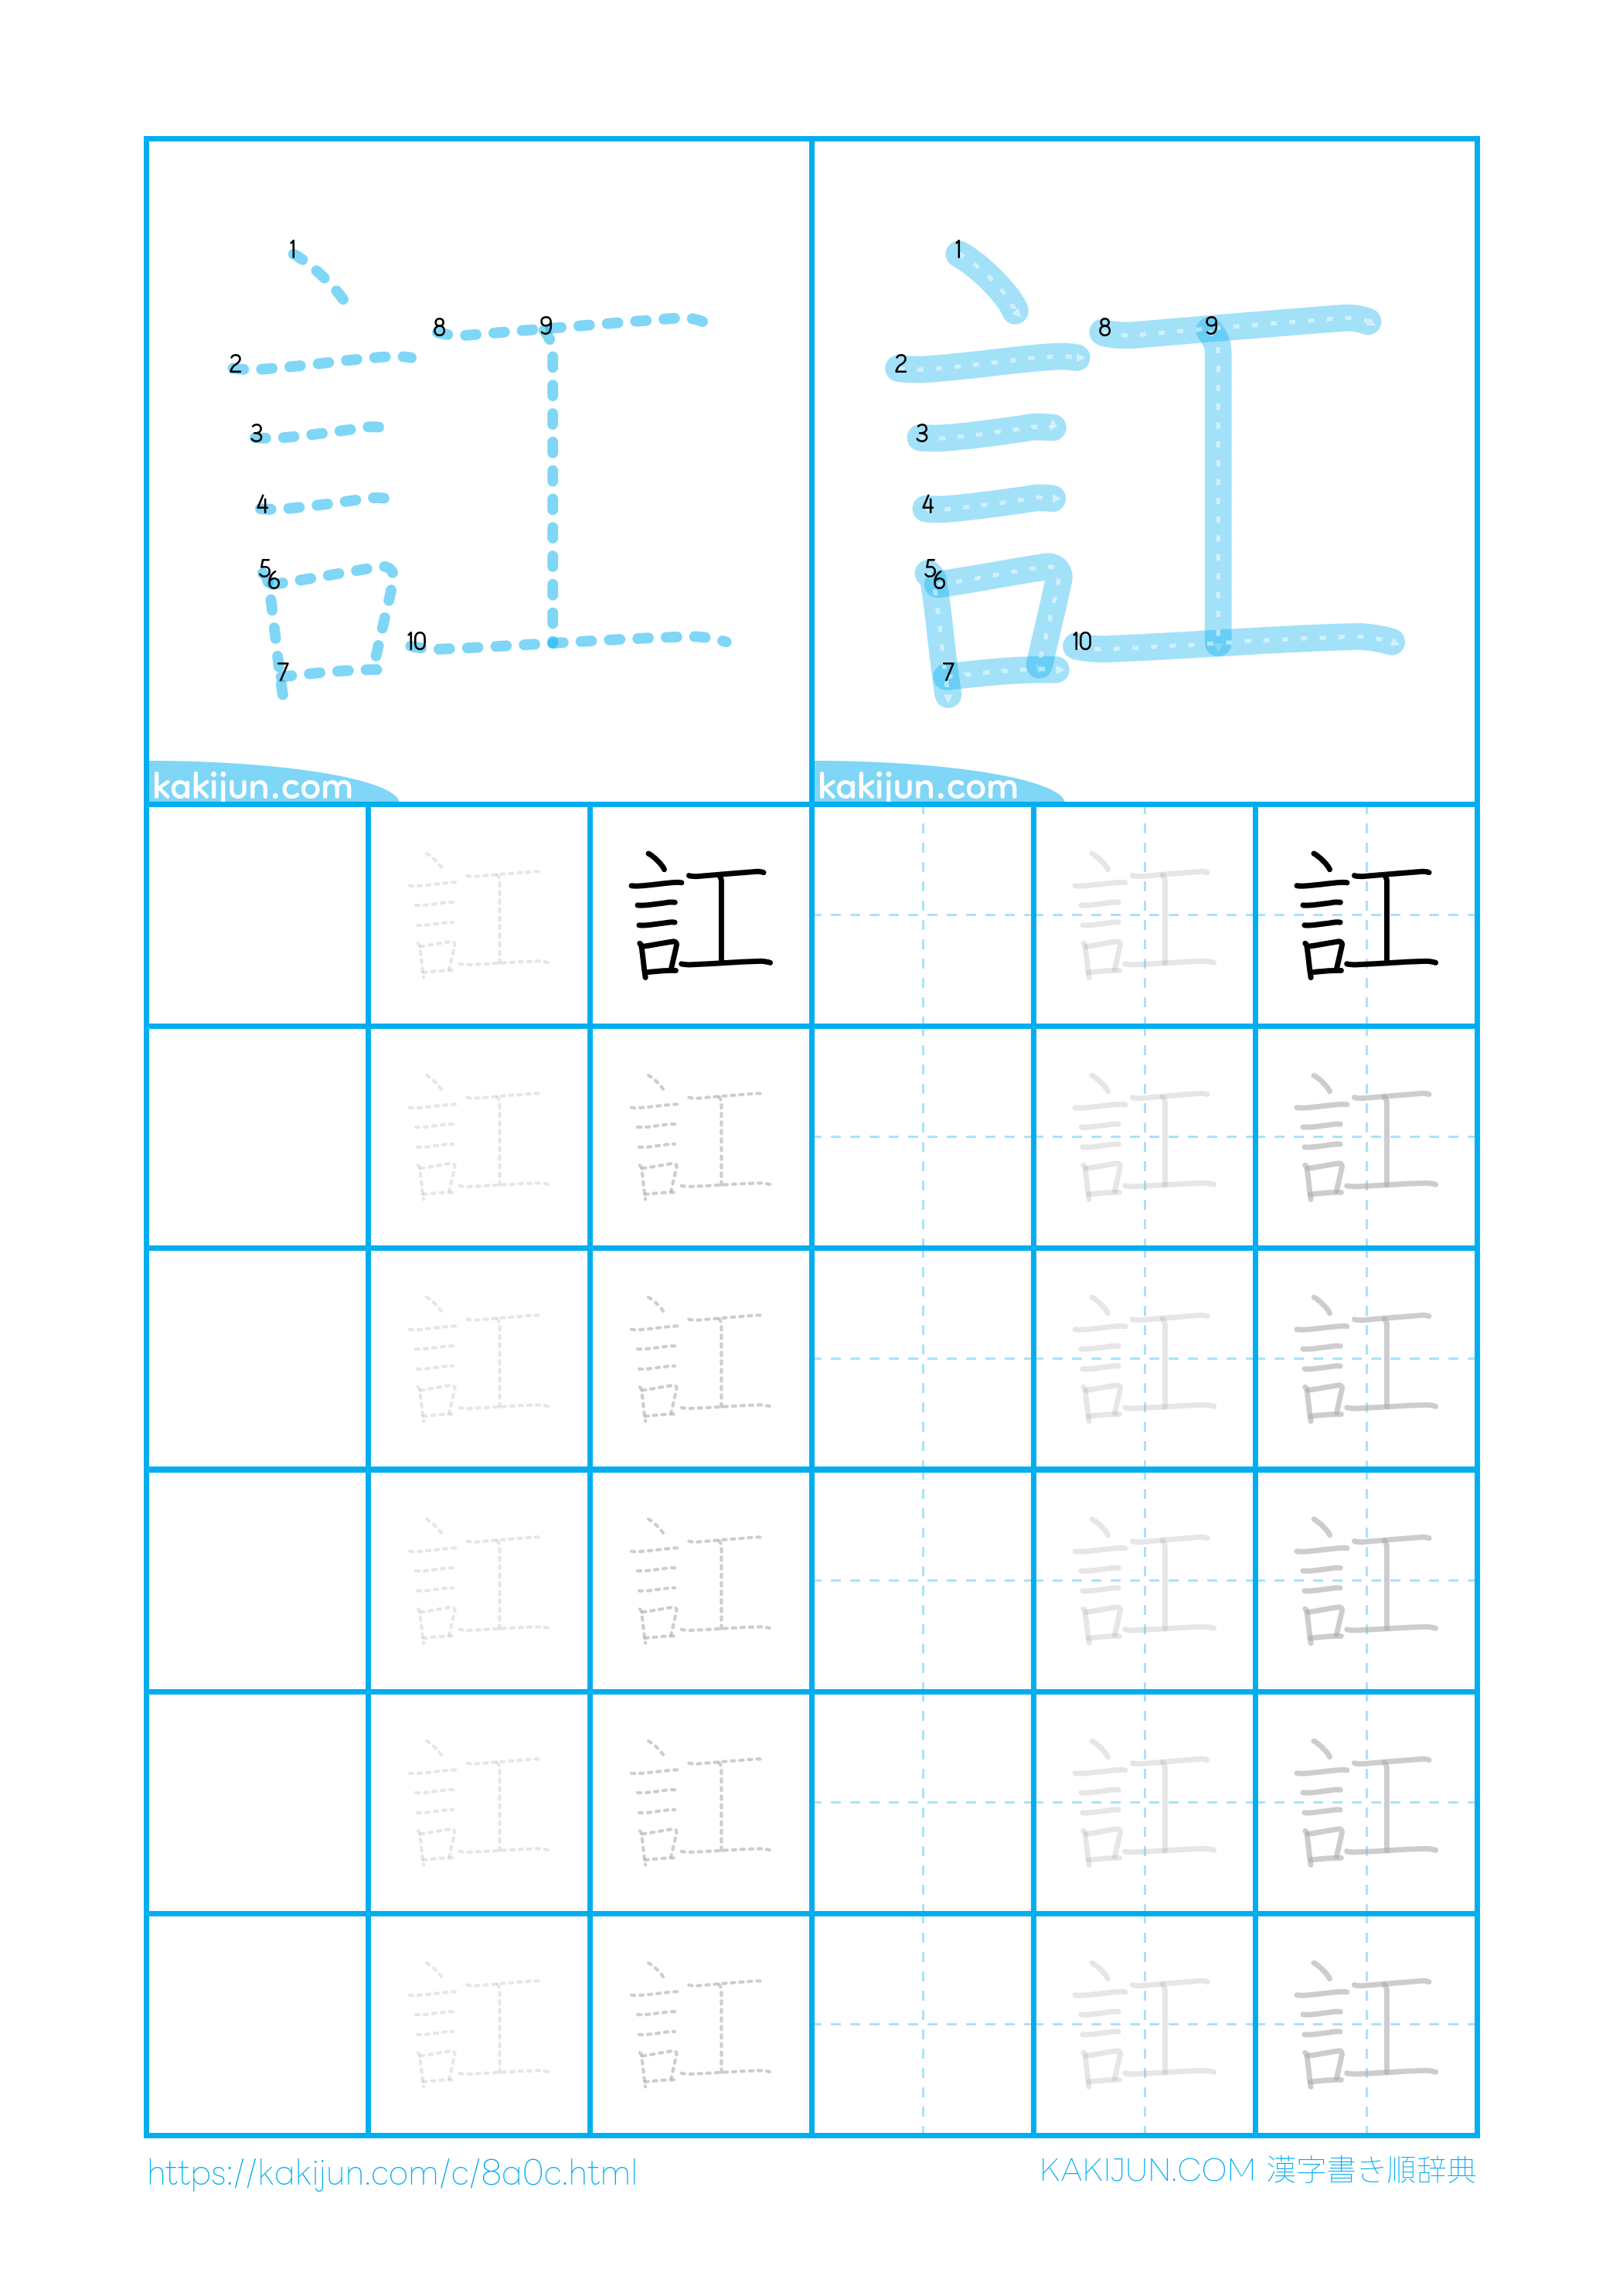 1 1
8 9 8 9
2 2
3 3
4 4
5 5
6 6
10 10
7 7
kakijun.com kakijun.com
訌 訌 訌 訌
訌 訌 訌 訌
訌 訌 訌 訌
訌 訌 訌 訌
訌 訌 訌 訌
訌 訌 訌 訌
https://kakijun.com/c/8a0c.html
KAKIJUN.COM 漢字書き順辞典